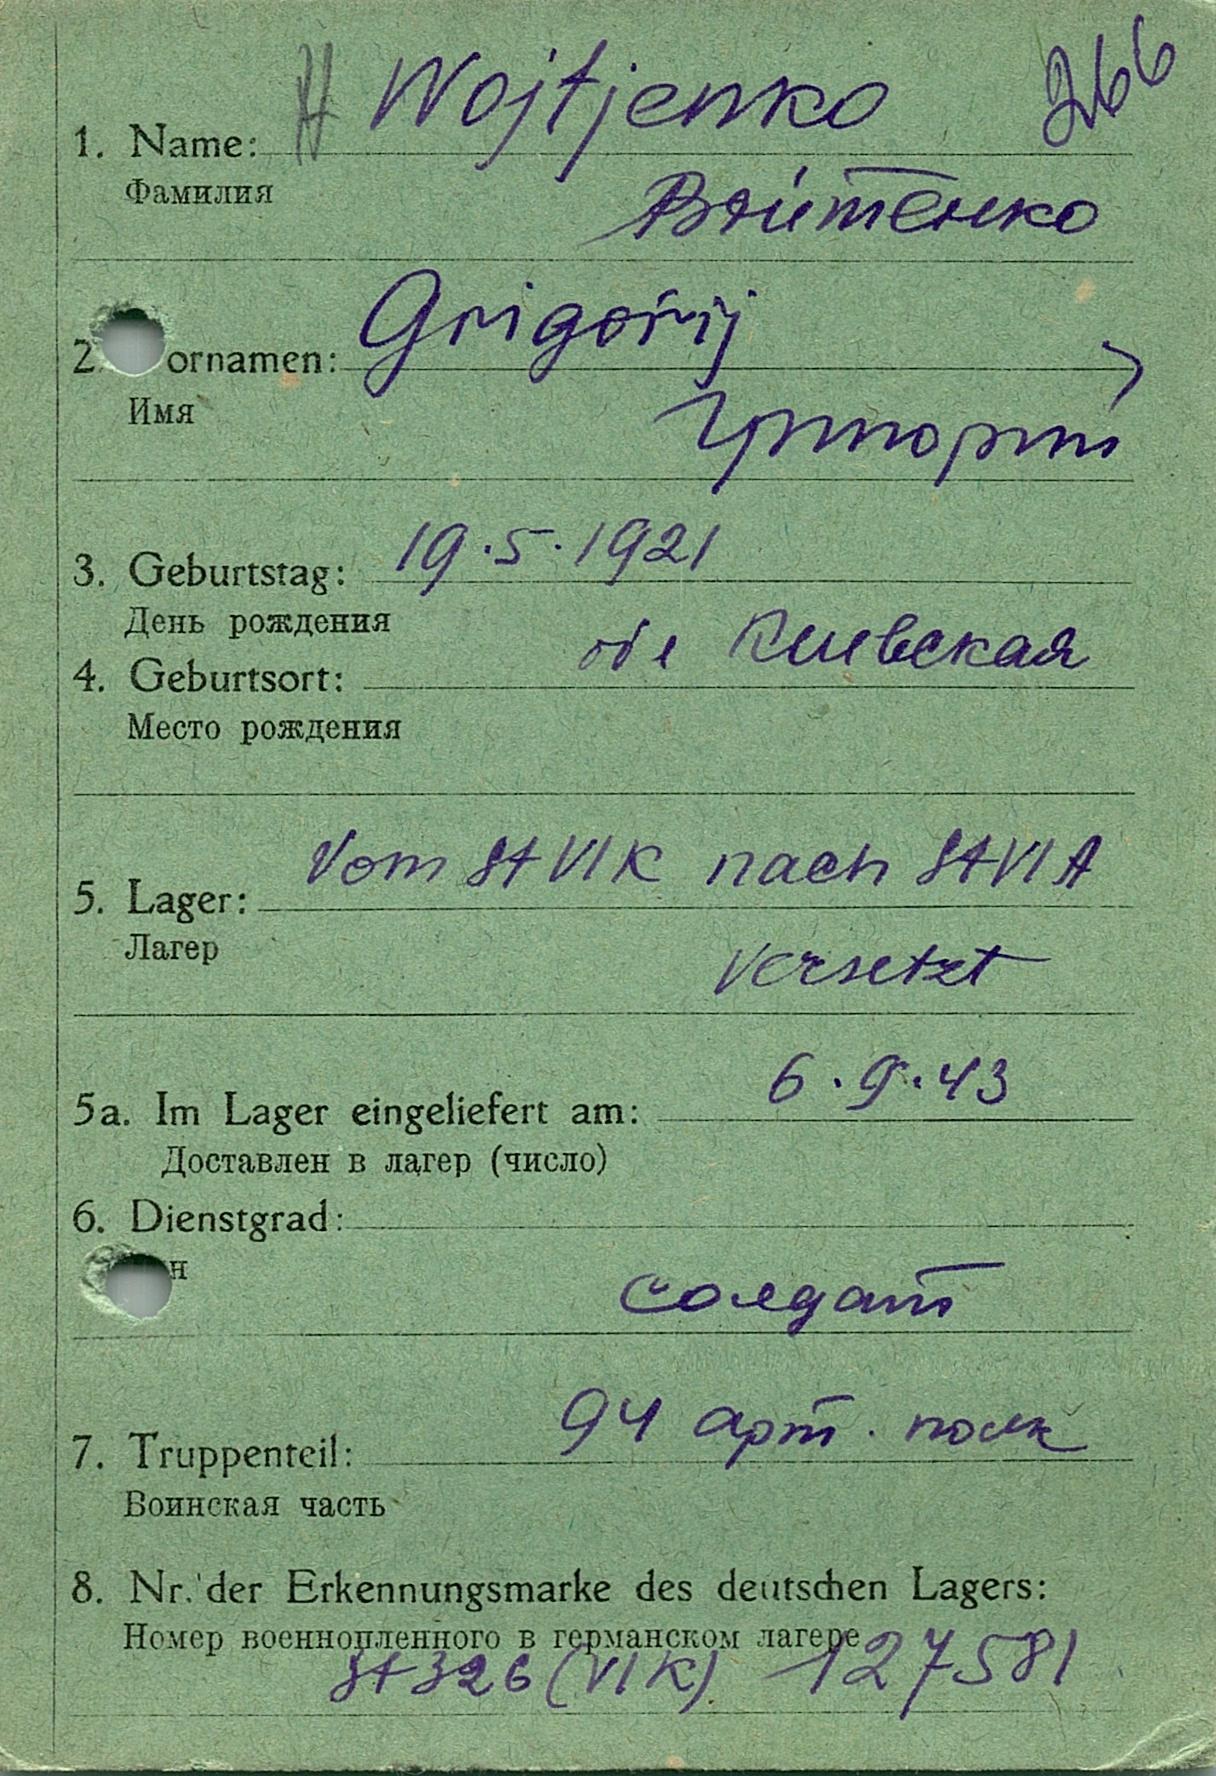 Wojtjenko 266
1. Name:
Фамилия
Войтенко
Grigorij
2. ornamen:
Имя
Григорий
19.5.1921
3. Geburtstag:
День рождения
обл Киевская
4. Geburtsort:
Место рождения
Vom St VI K nach St VI A
5. Lager:
Лагер
versetzt
6.9.43
5a. Im Lager eingeliefert am:
Доставлен в лагер (число)
6. Dienstgrad:
н
солдат
94 арт. полк
7. Truppenteil:
Воинская часть
8. Nr. der Erkennungsmarke des deutschen Lagers:
Номер военнопленного в германском лагере
St 326 (VI K) 127581